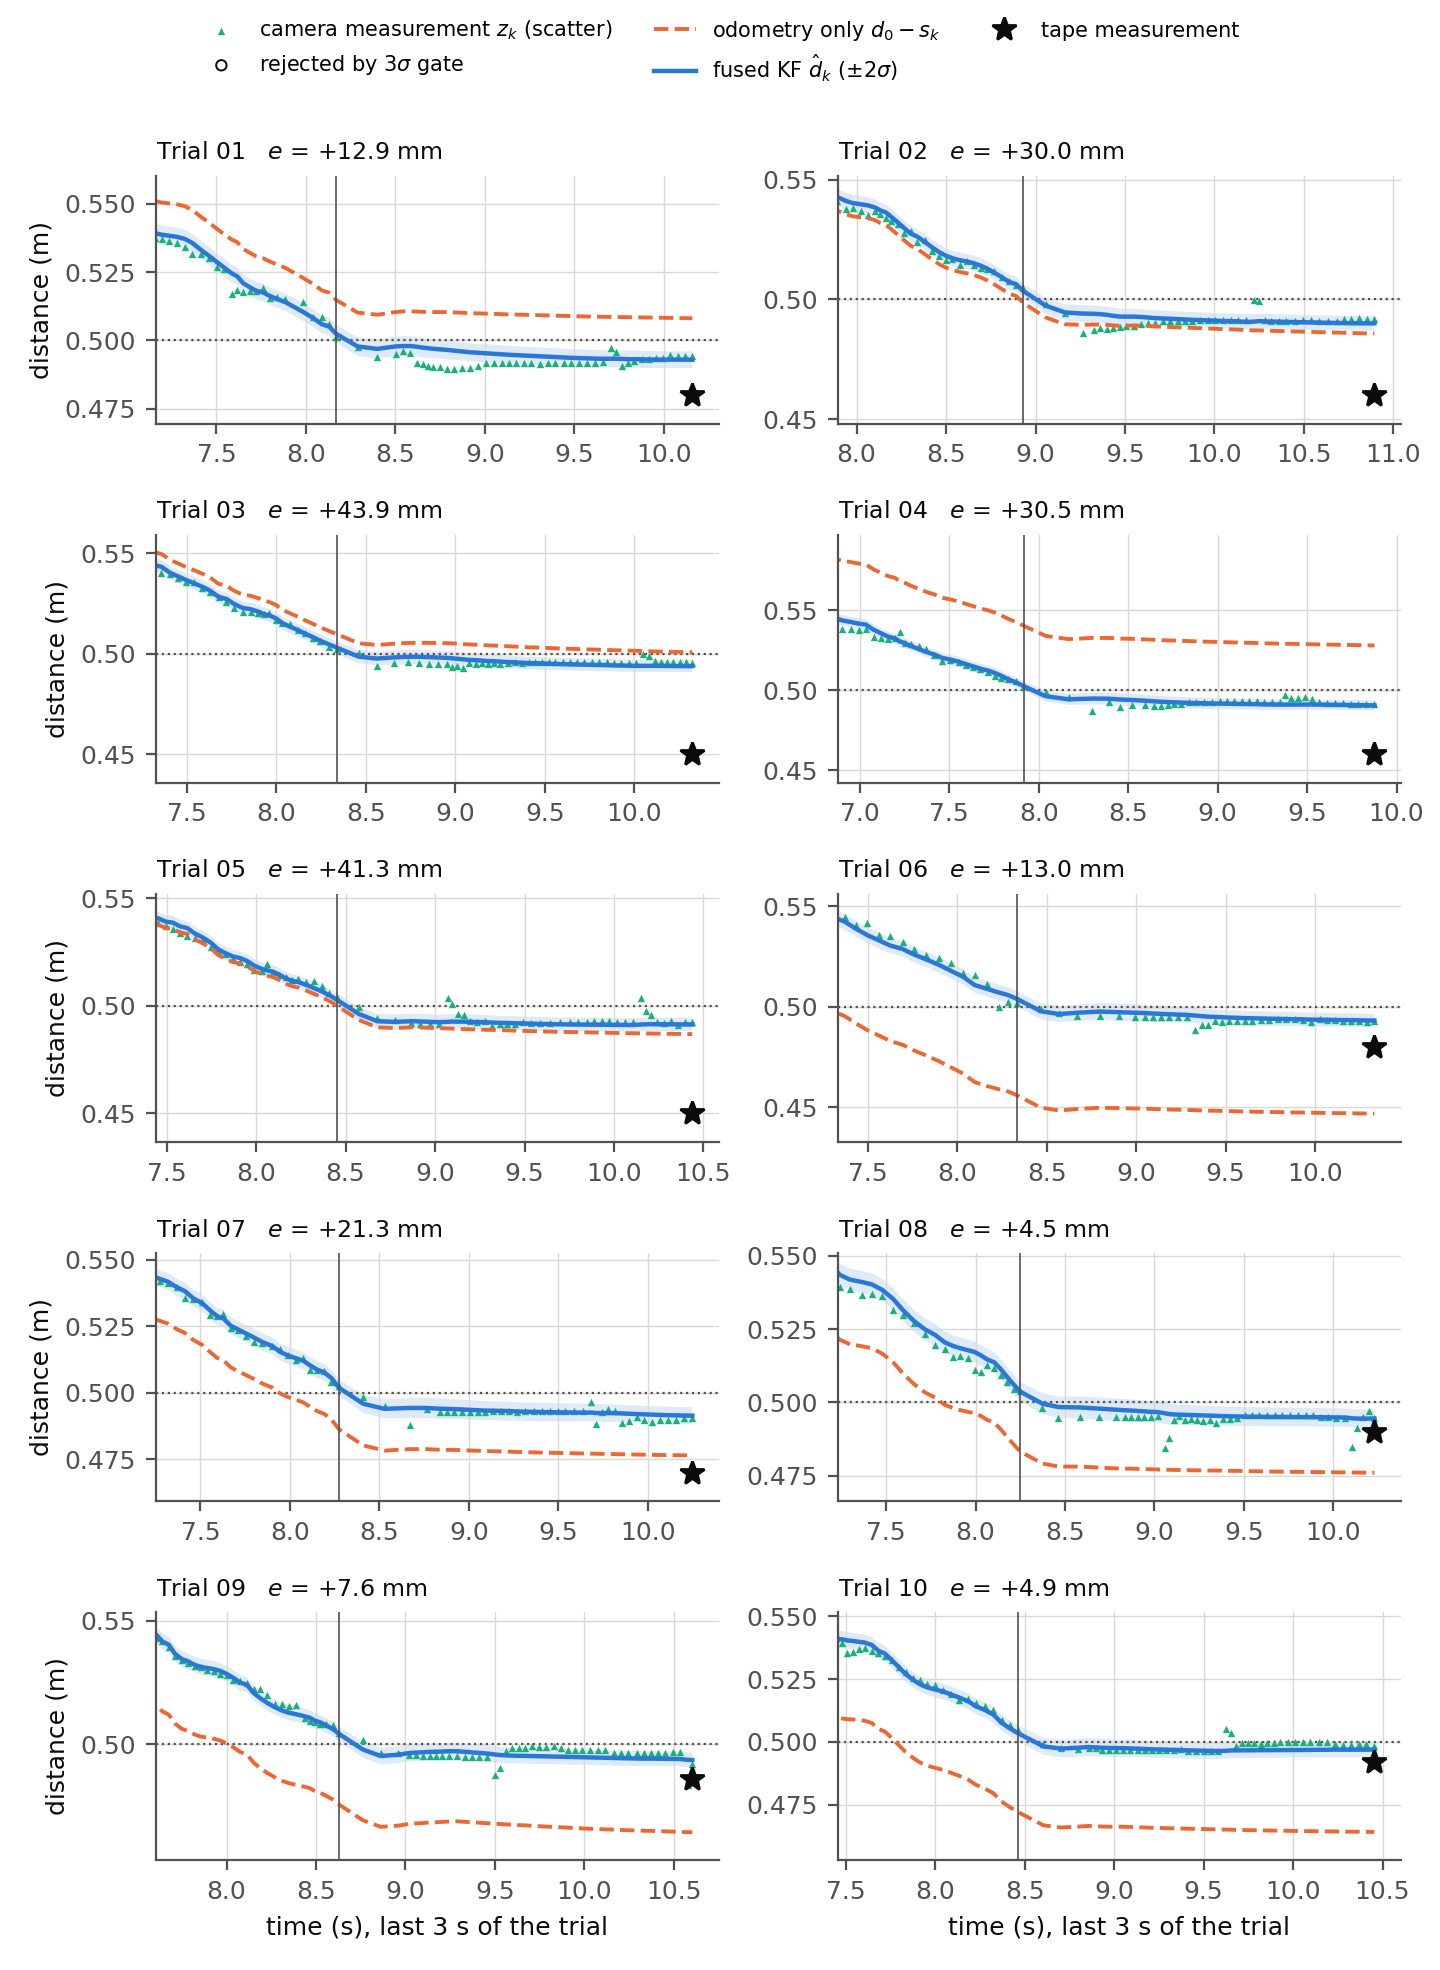 camera measurement z_k (scatter)
rejected by 3σ gate
odometry only d_0 − s_k
fused KF d̂_k (±2σ)
tape measurement
Trial 01 e = +12.9 mm
0.550
0.525
0.500
0.475
distance (m)
7.5 8.0 8.5 9.0 9.5 10.0
Trial 02 e = +30.0 mm
0.55
0.50
0.45
8.0 8.5 9.0 9.5 10.0 10.5 11.0
Trial 03 e = +43.9 mm
0.55
0.50
0.45
distance (m)
7.5 8.0 8.5 9.0 9.5 10.0
Trial 04 e = +30.5 mm
0.55
0.50
0.45
7.0 7.5 8.0 8.5 9.0 9.5 10.0
Trial 05 e = +41.3 mm
0.55
0.50
0.45
distance (m)
7.5 8.0 8.5 9.0 9.5 10.0 10.5
Trial 06 e = +13.0 mm
0.55
0.50
0.45
7.5 8.0 8.5 9.0 9.5 10.0
Trial 07 e = +21.3 mm
0.550
0.525
0.500
0.475
distance (m)
7.5 8.0 8.5 9.0 9.5 10.0
Trial 08 e = +4.5 mm
0.550
0.525
0.500
0.475
7.5 8.0 8.5 9.0 9.5 10.0
Trial 09 e = +7.6 mm
0.55
0.50
distance (m)
8.0 8.5 9.0 9.5 10.0 10.5
time (s), last 3 s of the trial
Trial 10 e = +4.9 mm
0.550
0.525
0.500
0.475
7.5 8.0 8.5 9.0 9.5 10.0 10.5
time (s), last 3 s of the trial